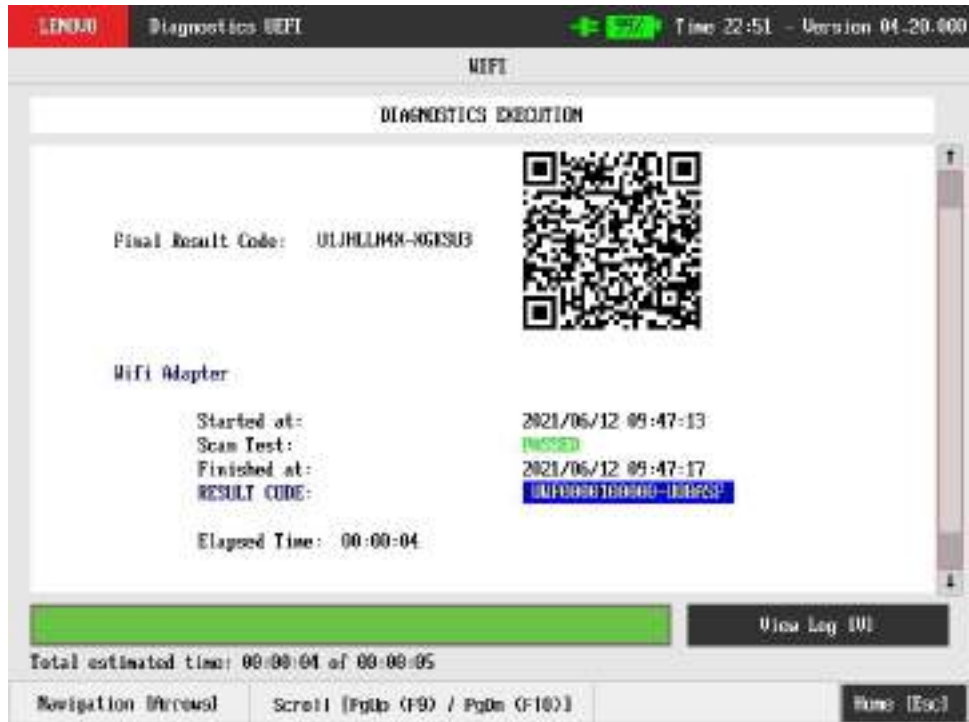 LENOVO Diagnostics UEFI 99% Time 22:51 - Version 04.20.000
WIFI
DIAGNOSTICS EXECUTION
Final Result Code:
Wifi Adapter
Started at: 2021/06/12 09:47:13
Scan Test: PASSED
Finished at: 2021/06/12 09:47:17
RESULT CODE:
Elapsed Time: 00:00:04
View Log [V]
Total estimated time: 00:00:04 of 00:00:05
Navigation [Arrows] Scroll [PgUp (F9) / PgDn (F10)] Home [Esc]